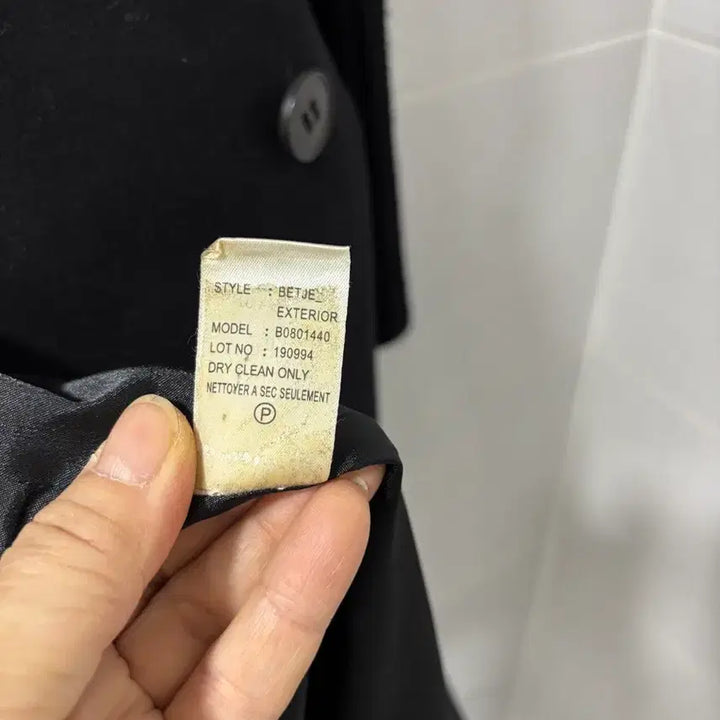 STYLE : BETJE
EXTERIOR
MODEL : B0801440
LOT NO : 190994
DRY CLEAN ONLY
NETTOYER A SEC SEULEMENT
P